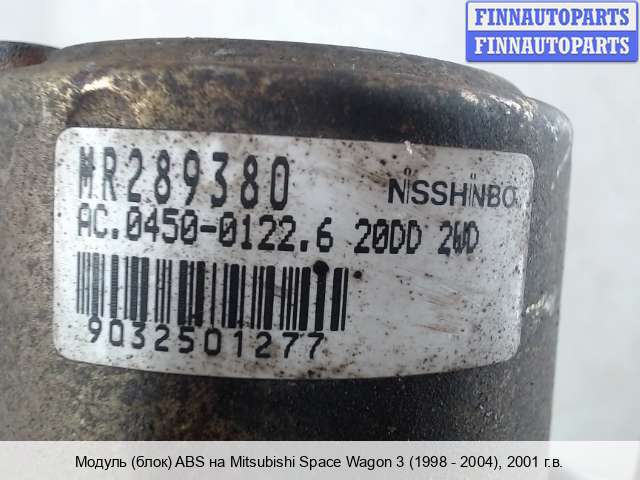 FINNAUTOPARTS
FINNAUTOPARTS
MR289380
NISSHINBO
AC.0450-0122.6 20DD 2WD
9032501277
Модуль (блок) ABS на Mitsubishi Space Wagon 3 (1998 - 2004), 2001 г.в.